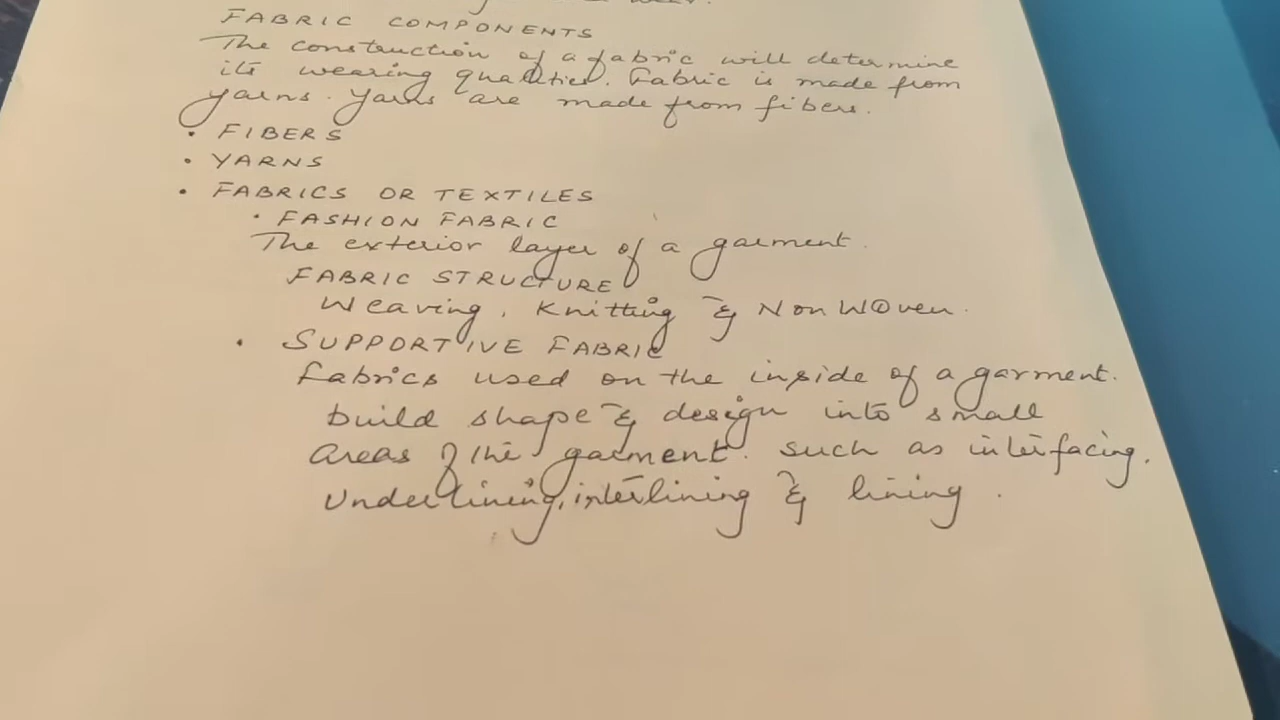 FABRIC COMPONENTS
The construction of a fabric will determine
its wearing qualities. Fabric is made from
yarns. Yarns are made from fibers.
• FIBERS
• YARNS
• FABRICS OR TEXTILES
• FASHION FABRIC
The exterior layer of a garment.
FABRIC STRUCTURE
Weaving, Knitting & Non Woven.
• SUPPORTIVE FABRIC
Fabrics used on the inside of a garment.
build shape & design into small
areas of the garment. such as interfacing,
Underlining, interlining & lining.